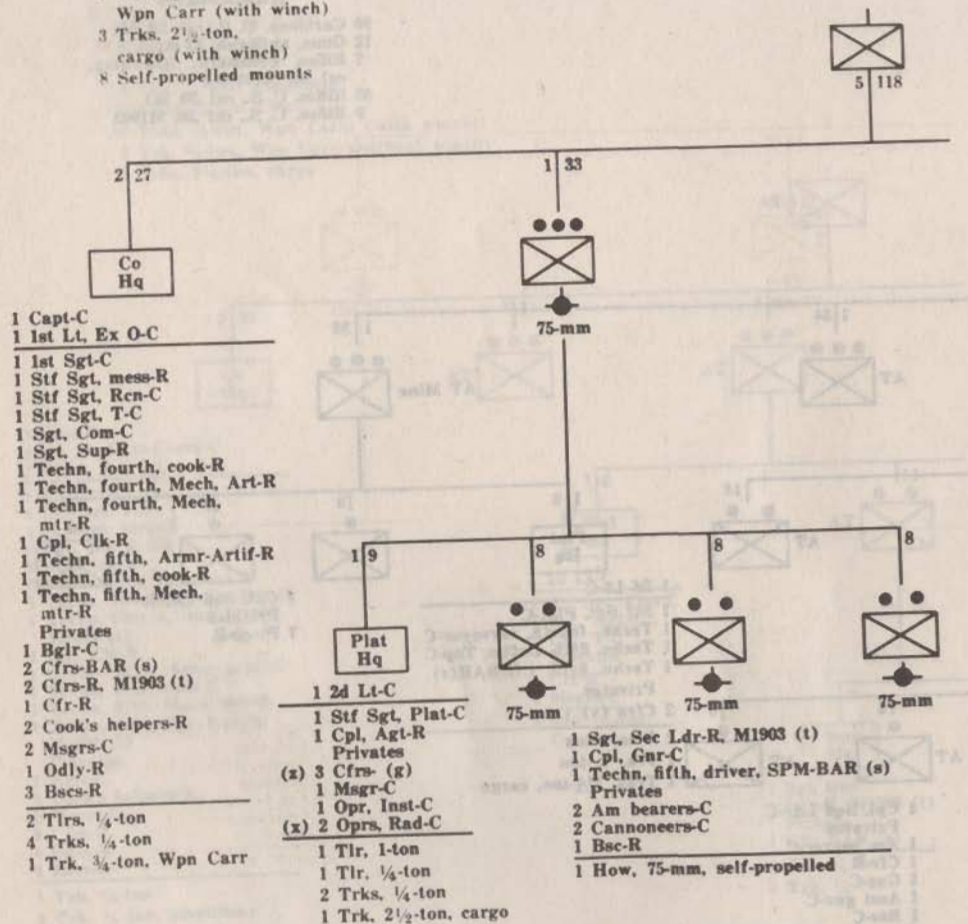 Wpn Carr (with winch)
3 Trks, 2½-ton,
cargo (with winch)
8 Self-propelled mounts
5 118
2 27
1 33
Co
Hq
75-mm
1 Capt-C
1 1st Lt, Ex O-C
1 1st Sgt-C
1 Stf Sgt, mess-R
1 Stf Sgt, Rcn-C
1 Stf Sgt, T-C
1 Sgt, Com-C
1 Sgt, Sup-R
1 Techn, fourth, cook-R
1 Techn, fourth, Mech, Art-R
1 Techn, fourth, Mech,
mtr-R
1 Cpl, Clk-R
1 Techn, fifth, Armr-Artif-R
1 Techn, fifth, cook-R
1 Techn, fifth, Mech,
mtr-R
Privates
1 Bglr-C
2 Cfrs-BAR (s)
2 Cfrs-R, M1903 (t)
1 Cfr-R
2 Cook's helpers-R
2 Msgrs-C
1 Odly-R
3 Bscs-R
2 Tlrs, ¼-ton
4 Trks, ¼-ton
1 Trk, ¾-ton, Wpn Carr
1 9
8
8
8
Plat
Hq
75-mm
75-mm
75-mm
1 2d Lt-C
1 Stf Sgt, Plat-C
1 Cpl, Agt-R
Privates
(z) 3 Cfrs- (g)
1 Msgr-C
1 Opr, Inst-C
(x) 2 Oprs, Rad-C
1 Tlr, 1-ton
1 Tlr, ¼-ton
2 Trks, ¼-ton
1 Trk, 2½-ton, cargo
1 Sgt, Sec Ldr-R, M1903 (t)
1 Cpl, Gnr-C
1 Techn, fifth, driver, SPM-BAR (s)
Privates
2 Am bearers-C
2 Cannoneers-C
1 Bsc-R
1 How, 75-mm, self-propelled